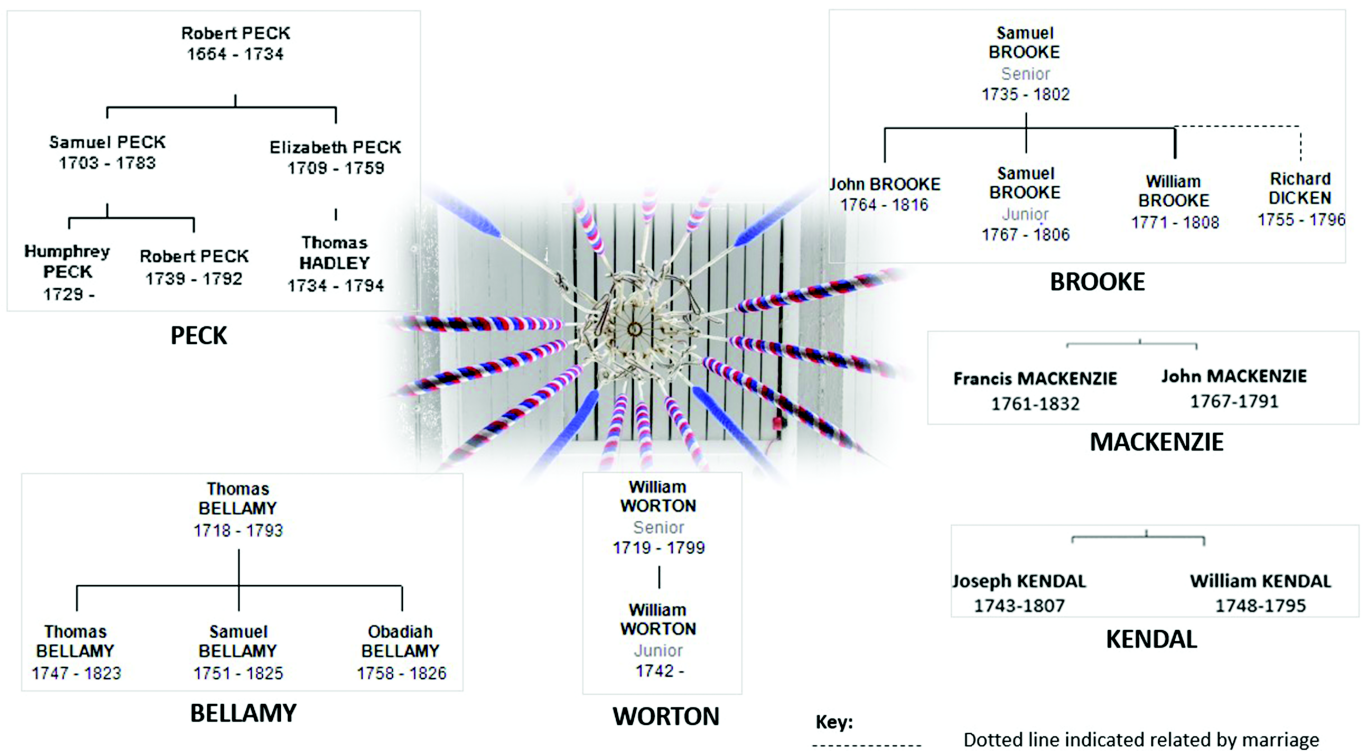 Robert PECK
1664 - 1734
Samuel PECK
1703 - 1783
Elizabeth PECK
1709 - 1759
Humphrey
PECK
1729 -
Robert PECK
1739 - 1792
Thomas
HADLEY
1734 - 1794
PECK
Samuel
BROOKE
Senior
1735 - 1802
John BROOKE
1764 - 1816
Samuel
BROOKE
Junior
1767 - 1806
William
BROOKE
1771 - 1808
Richard
DICKEN
1755 - 1796
BROOKE
Francis MACKENZIE
1761-1832
John MACKENZIE
1767-1791
MACKENZIE
Thomas
BELLAMY
1718 - 1793
Thomas
BELLAMY
1747 - 1823
Samuel
BELLAMY
1751 - 1825
Obadiah
BELLAMY
1758 - 1826
BELLAMY
William
WORTON
Senior
1719 - 1799
William
WORTON
Junior
1742 -
WORTON
Joseph KENDAL
1743-1807
William KENDAL
1748-1795
KENDAL
Key:
Dotted line indicated related by marriage